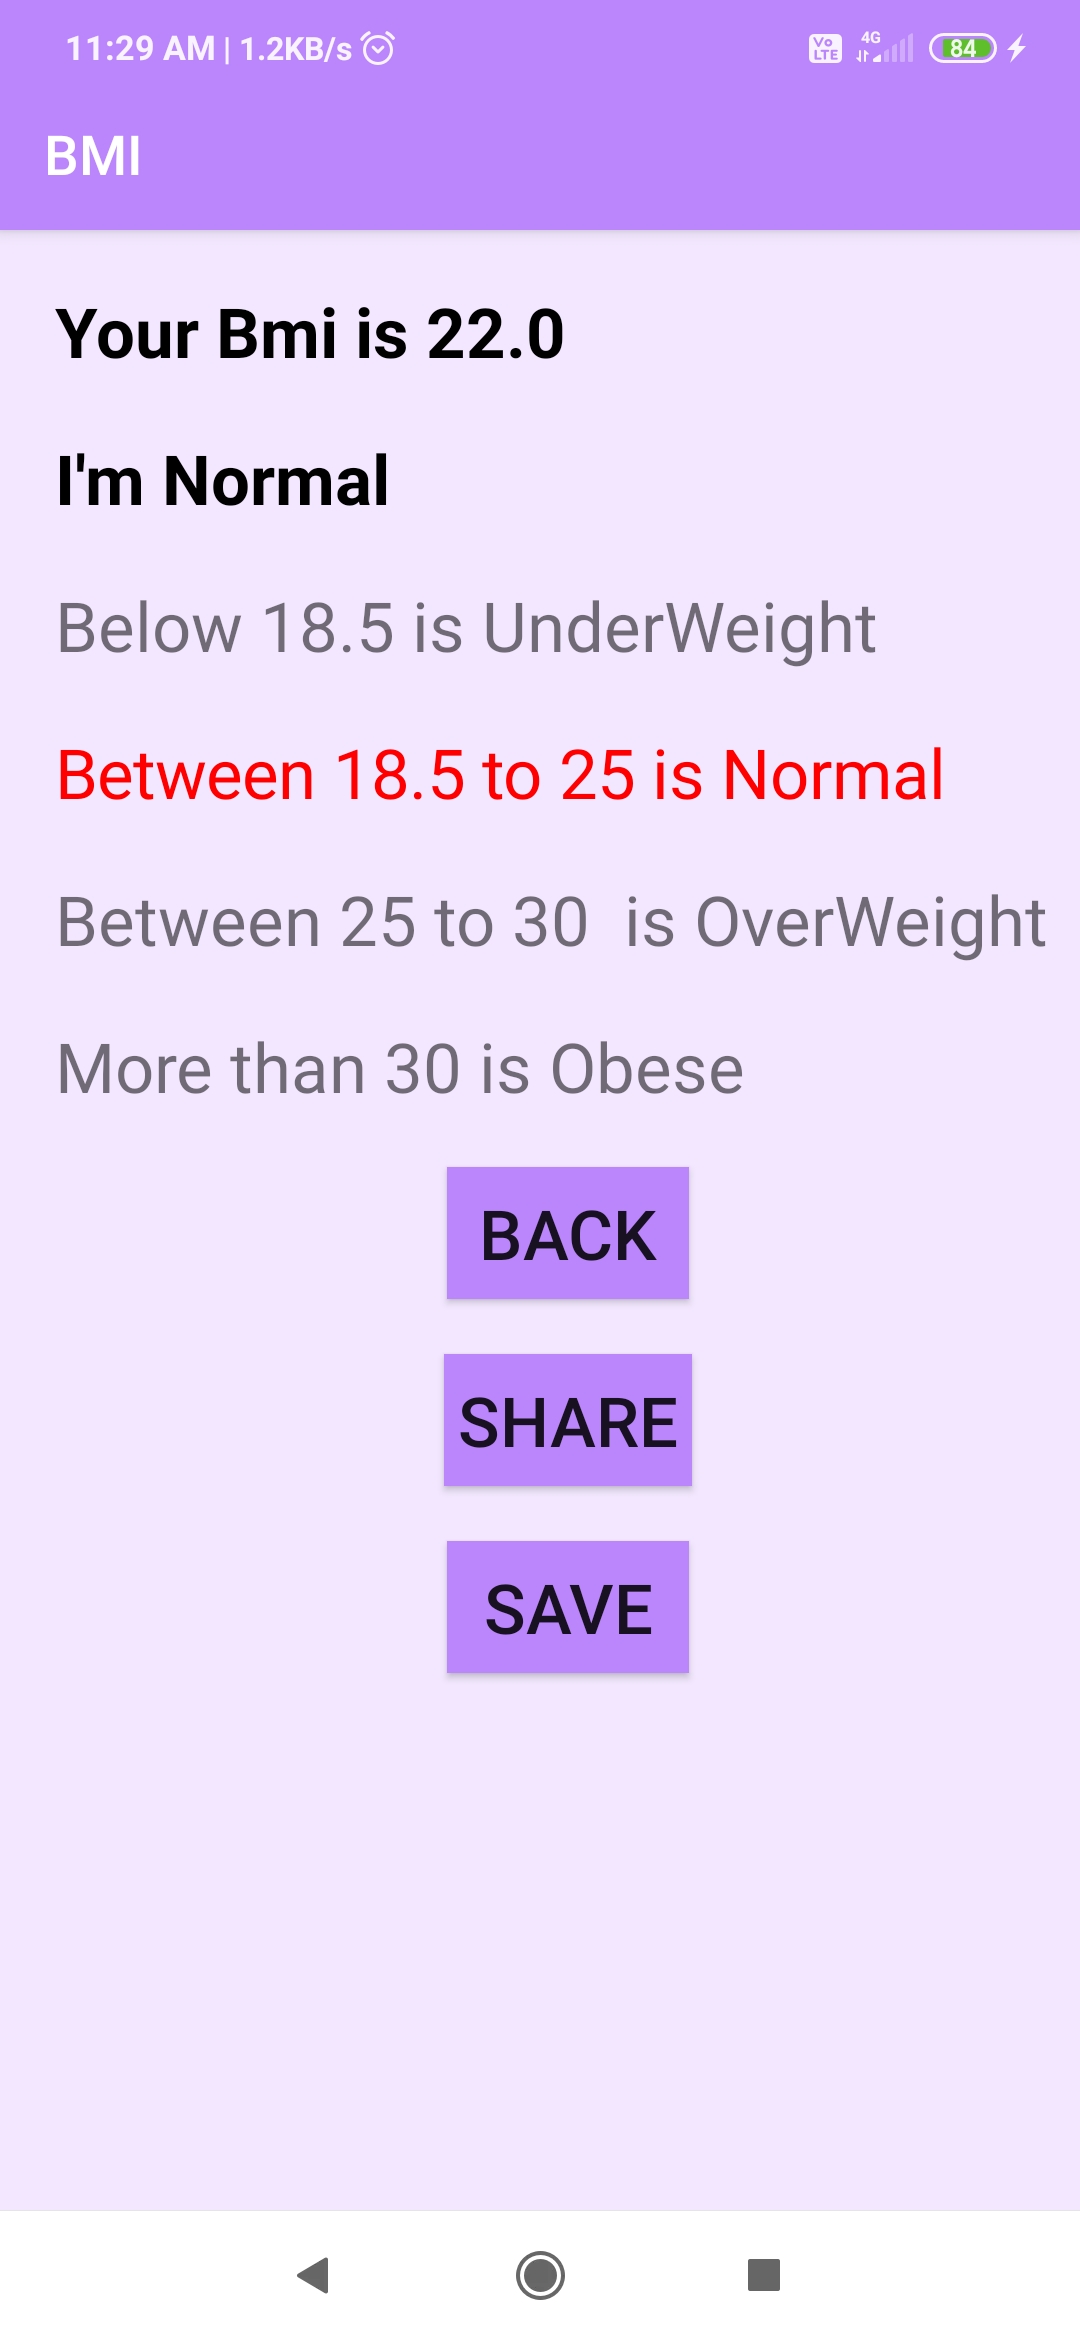 11:29 AM | 1.2KB/s
Vo LTE 4G 84
BMI
Your Bmi is 22.0
I'm Normal
Below 18.5 is UnderWeight
Between 18.5 to 25 is Normal
Between 25 to 30  is OverWeight
More than 30 is Obese
BACK
SHARE
SAVE